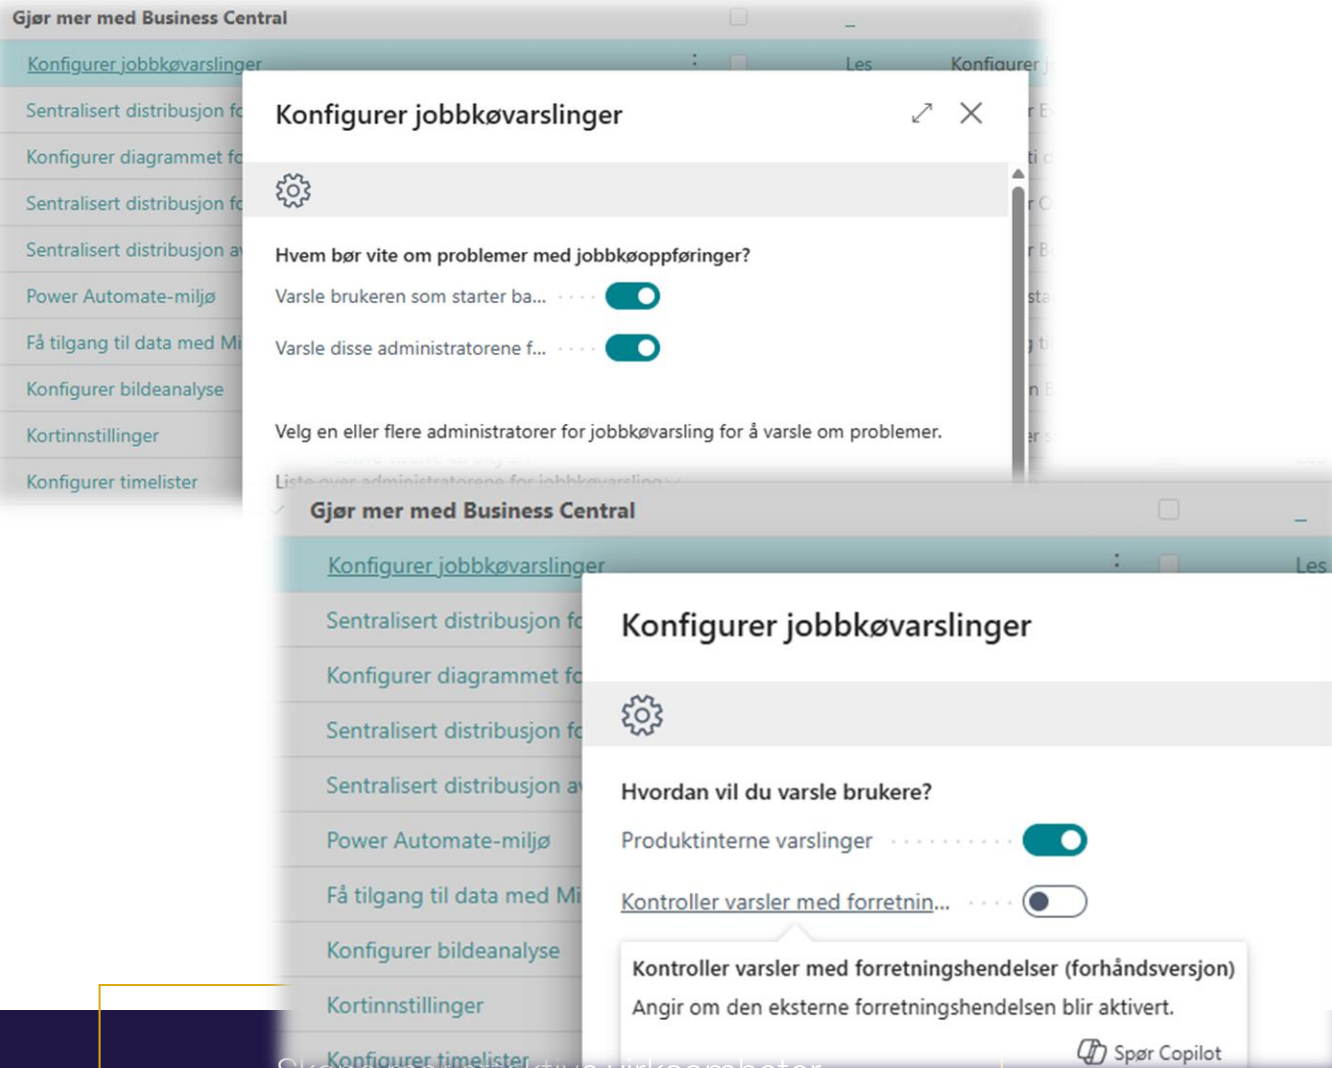 Gjør mer med Business Central
Konfigurer jobbkøvarslinger Les Konfigurer
Sentralisert distribusjon fo
Konfigurer diagrammet fo
Sentralisert distribusjon fo
Sentralisert distribusjon av
Power Automate-miljø
Få tilgang til data med Mi
Konfigurer bildeanalyse
Kortinnstillinger
Konfigurer timelister
Konfigurer jobbkøvarslinger
Hvem bør vite om problemer med jobbkøoppføringer?
Varsle brukeren som starter ba...
Varsle disse administratorene f...
Velg en eller flere administratorer for jobbkøvarsling for å varsle om problemer.
Liste over administratorene for jobbkøvarsling
Gjør mer med Business Central
Konfigurer jobbkøvarslinger Les
Sentralisert distribusjon fo
Konfigurer diagrammet fo
Sentralisert distribusjon fo
Sentralisert distribusjon av
Power Automate-miljø
Få tilgang til data med Mi
Konfigurer bildeanalyse
Kortinnstillinger
Konfigurer timelister
Konfigurer jobbkøvarslinger
Hvordan vil du varsle brukere?
Produktinterne varslinger
Kontroller varsler med forretnin...
Kontroller varsler med forretningshendelser (forhåndsversjon)
Angir om den eksterne forretningshendelsen blir aktivert.
Spør Copilot
virksomheter